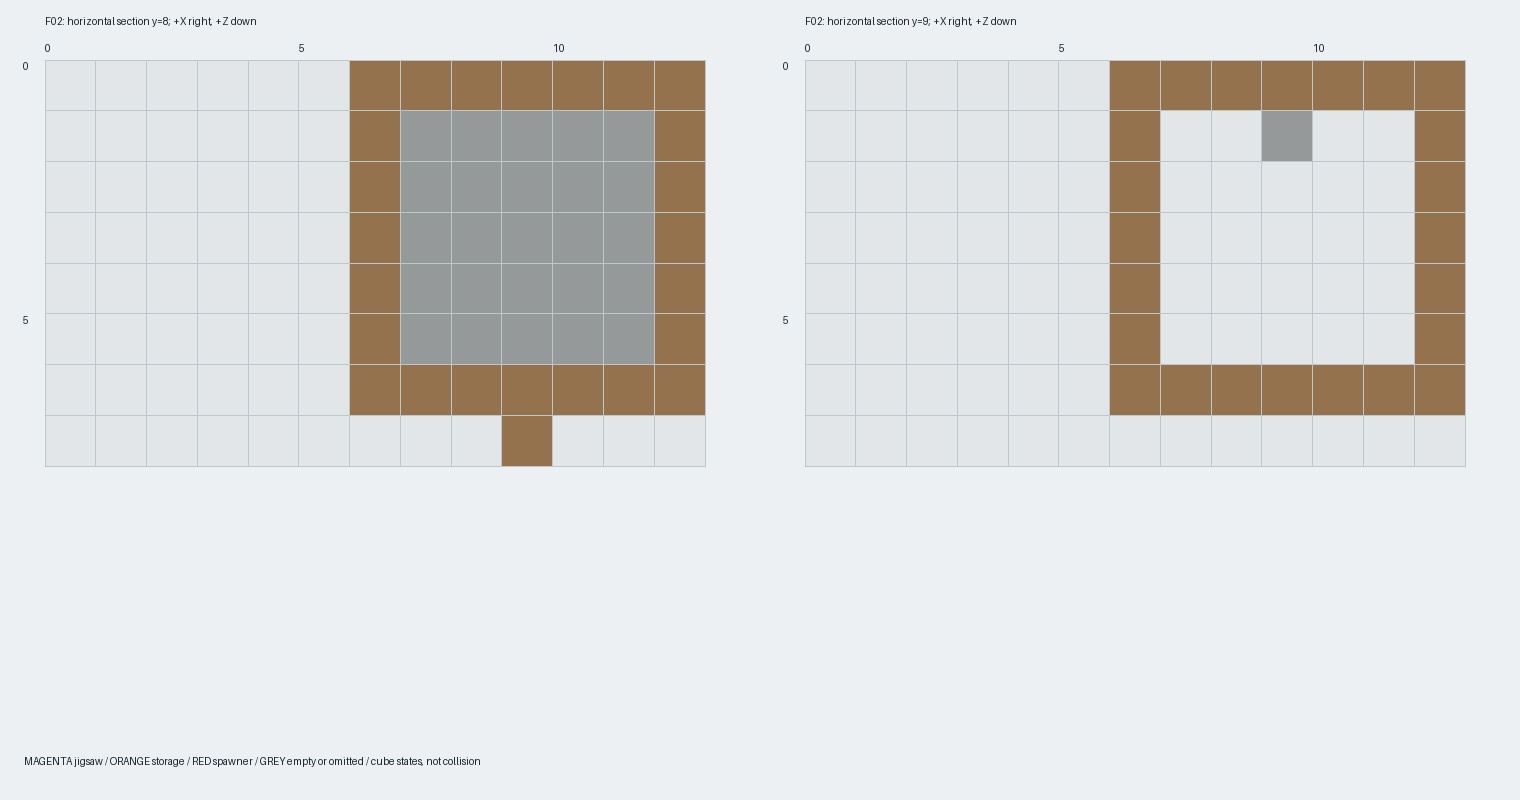 F02: horizontal section y=8; +X right, +Z down
0 5 10
0
5
F02: horizontal section y=9; +X right, +Z down
0 5 10
0
5
MAGENTA jigsaw / ORANGE storage / RED spawner / GREY empty or omitted / cube states, not collision